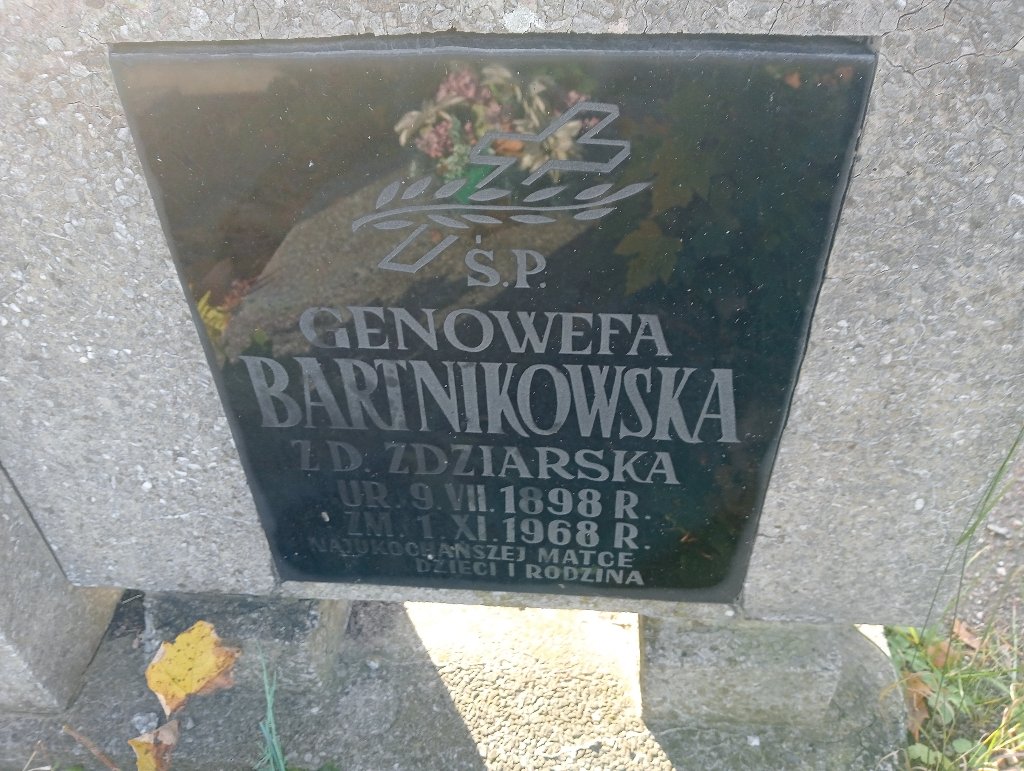 Ś.P.
GENOWEFA
BARTNIKOWSKA
Z D. ZDZIARSKA
UR. 9. VII. 1898 R.
ZM. 1. XI. 1968 R.
NAJUKOCHAŃSZEJ MATCE
DZIECI I RODZINA